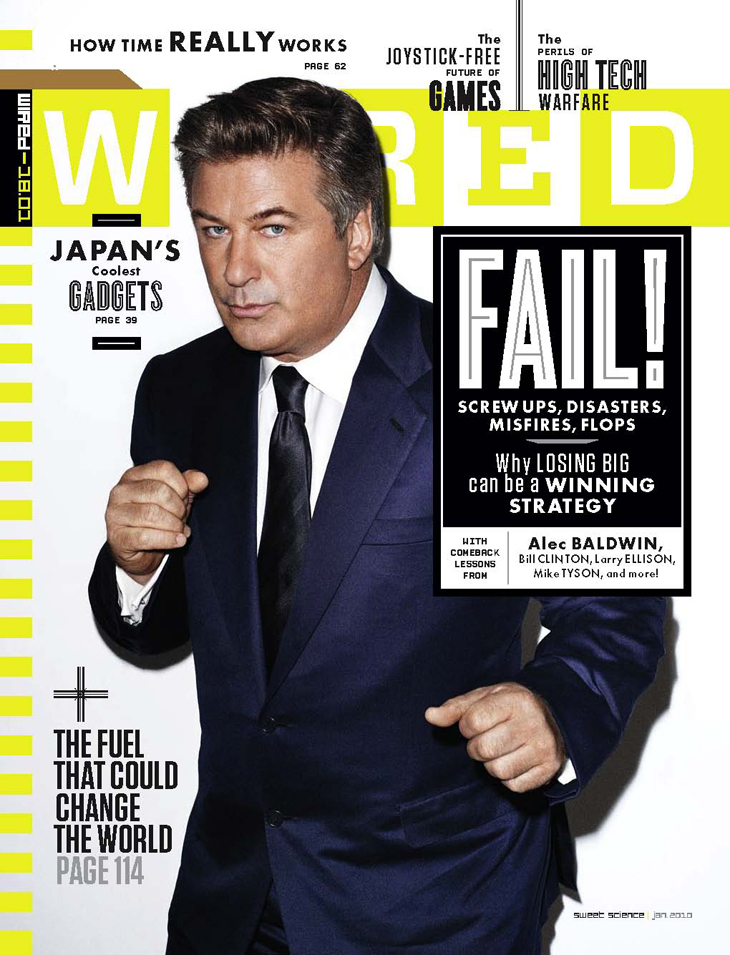 HOW TIME REALLY WORKS
PAGE 62
The
JOYSTICK-FREE
FUTURE OF
GAMES
The
PERILS OF
HIGH TECH
WARFARE
WIRED—18.01
W RED
JAPAN'S
Coolest
GADGETS
PAGE 39
FAIL!
SCREWUPS, DISASTERS,
MISFIRES, FLOPS
Why LOSING BIG
can be a WINNING
STRATEGY
WITH
COMEBACK
LESSONS
FROM
Alec BALDWIN,
Bill CLINTON, Larry ELLISON,
Mike TYSON, and more!
THE FUEL
THAT COULD
CHANGE
THE WORLD
PAGE 114
sweet science | jan 2010